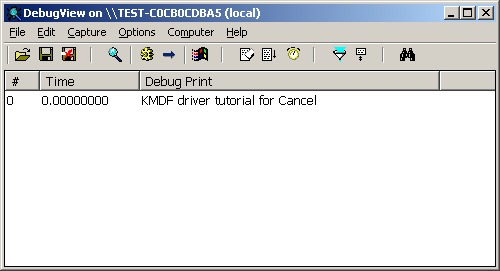 DebugView on \\TEST-C0CB0CDBA5 (local)
File Edit Capture Options Computer Help
# Time Debug Print
0 0.00000000 KMDF driver tutorial for Cancel